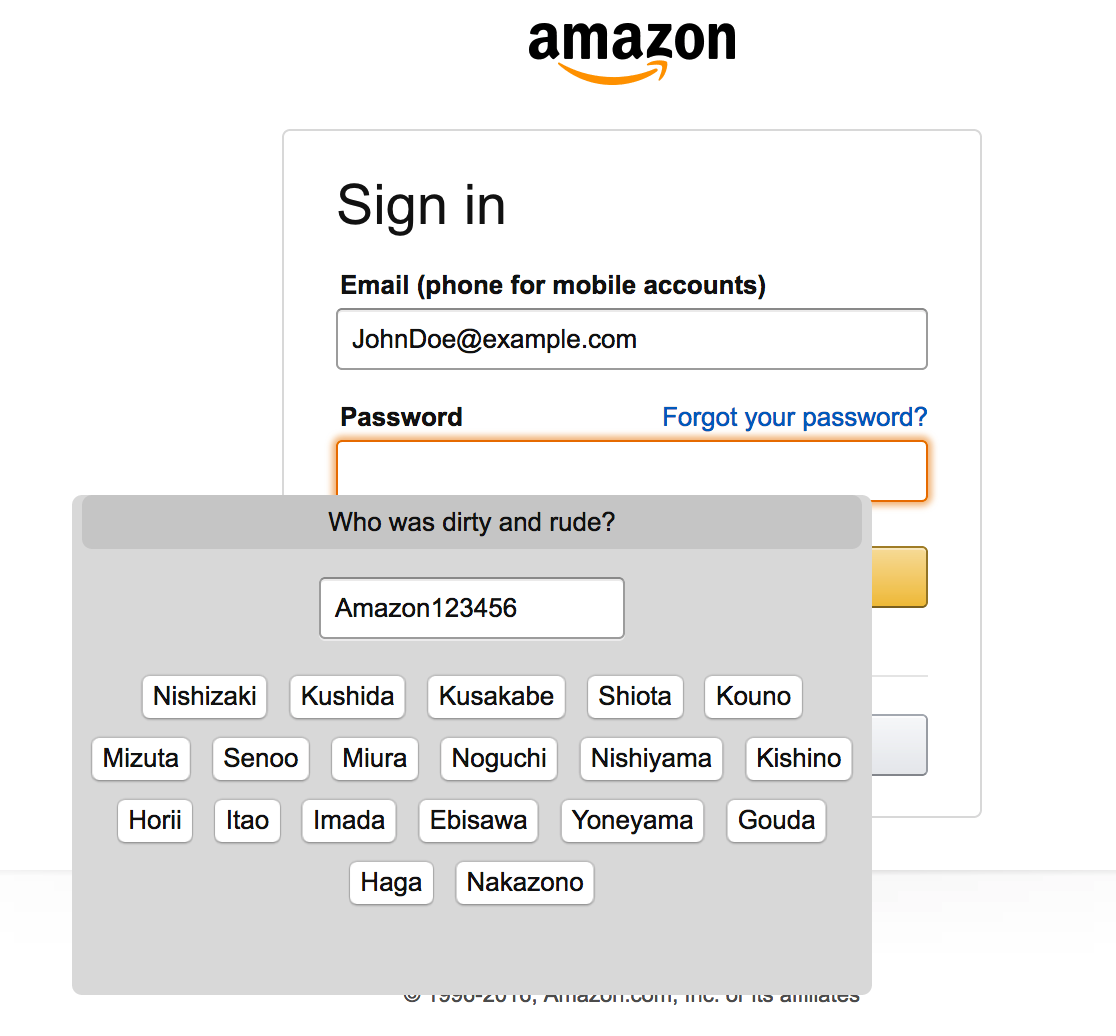 amazon
Sign in
Email (phone for mobile accounts)
JohnDoe@example.com
Password Forgot your password?
Who was dirty and rude?
Amazon123456
Nishizaki Kushida Kusakabe Shiota Kouno
Mizuta Senoo Miura Noguchi Nishiyama Kishino
Horii Itao Imada Ebisawa Yoneyama Gouda
Haga Nakazono
© 1996-2016, Amazon.com, Inc. or its affiliates